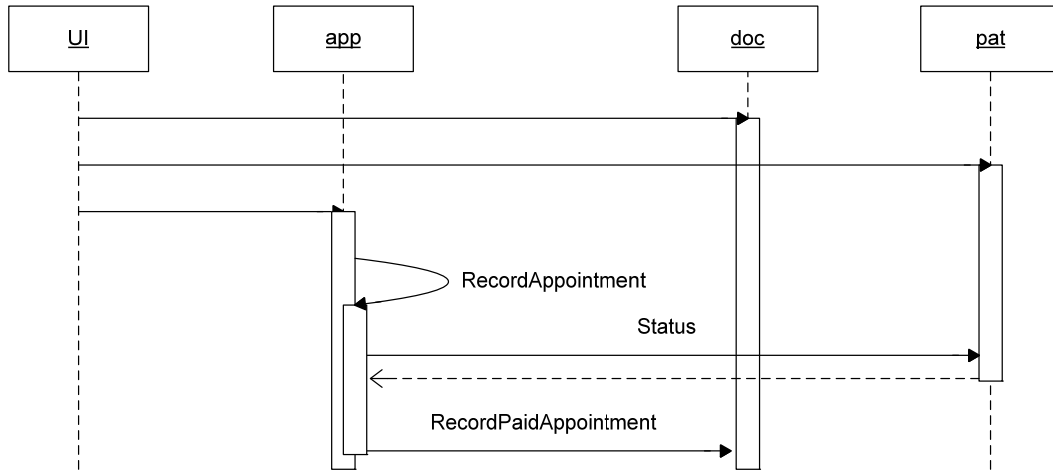 UI
app
doc
pat
RecordAppointment
Status
RecordPaidAppointment